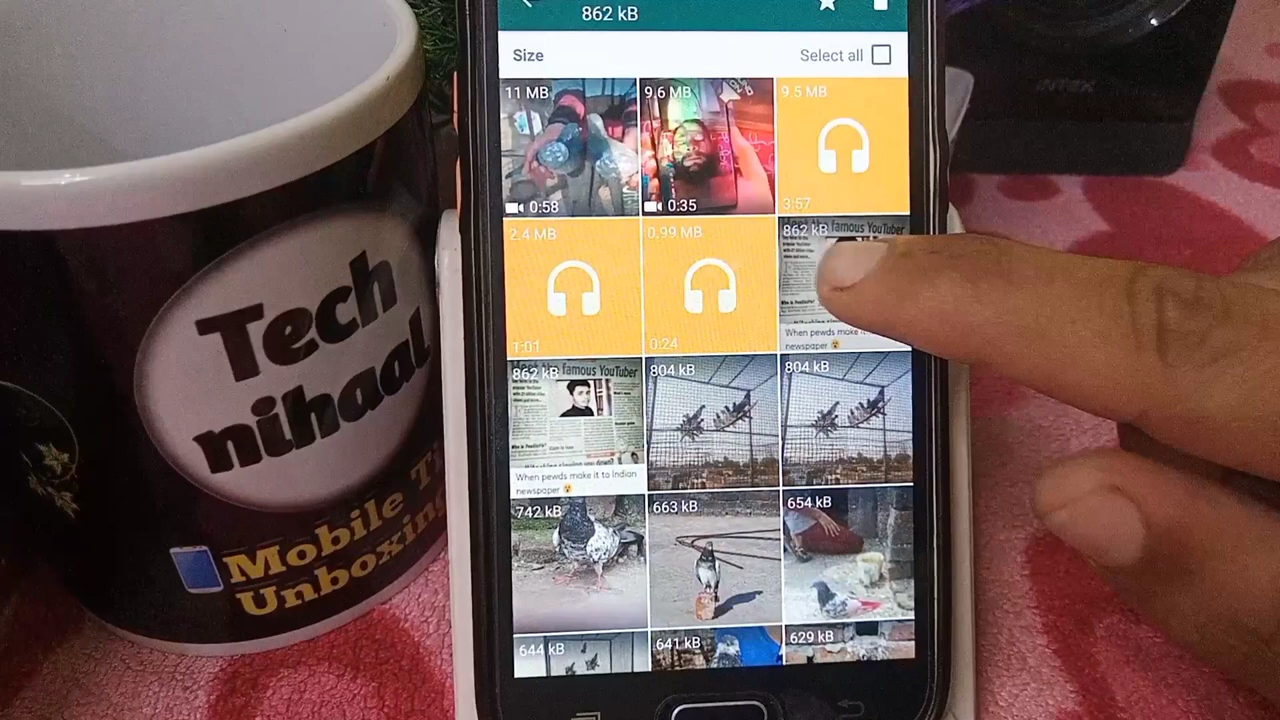 862 kB
Size
Select all
11 MB
9.6 MB
9.5 MB
0:58
0:35
3:57
2.4 MB
0.99 MB
862 kB
famous YouTuber
1:01
0:24
When pewds make it
newspaper 😮
862 kB
804 kB
804 kB
famous YouTuber
When pewds make it to Indian
newspaper 😮
742 kB
663 kB
654 kB
644 kB
641 kB
629 kB
Tech
nihaal
Mobile
Unboxing
INTEX